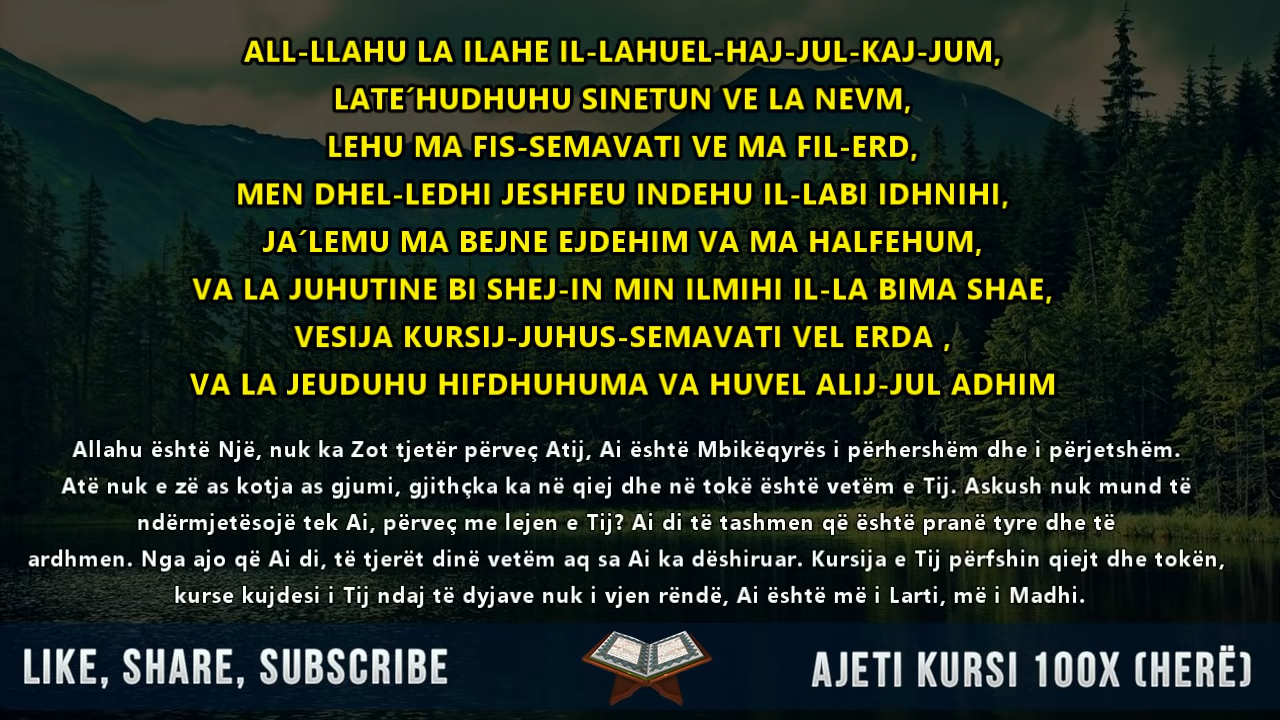 ALL-LLAHU LA ILAHE IL-LAHUEL-HAJ-JUL-KAJ-JUM,
LATE´HUDHUHU SINETUN VE LA NEVM,
LEHU MA FIS-SEMAVATI VE MA FIL-ERD,
MEN DHEL-LEDHI JESHFEU INDEHU IL-LABI IDHNIHI,
JA´LEMU MA BEJNE EJDEHIM VA MA HALFEHUM,
VA LA JUHUTINE BI SHEJ-IN MIN ILMIHI IL-LA BIMA SHAE,
VESIJA KURSIJ-JUHUS-SEMAVATI VEL ERDA ,
VA LA JEUDUHU HIFDHUHUMA VA HUVEL ALIJ-JUL ADHIM
Allahu është Një, nuk ka Zot tjetër përveç Atij, Ai është Mbikëqyrës i përhershëm dhe i përjetshëm.
Atë nuk e zë as kotja as gjumi, gjithçka ka në qiej dhe në tokë është vetëm e Tij. Askush nuk mund të
ndërmjetësojë tek Ai, përveç me lejen e Tij? Ai di të tashmen që është pranë tyre dhe të
ardhmen. Nga ajo që Ai di, të tjerët dinë vetëm aq sa Ai ka dëshiruar. Kursija e Tij përfshin qiejt dhe tokën,
kurse kujdesi i Tij ndaj të dyjave nuk i vjen rëndë, Ai është më i Larti, më i Madhi.
LIKE, SHARE, SUBSCRIBE
AJETI KURSI 100X (HERË)